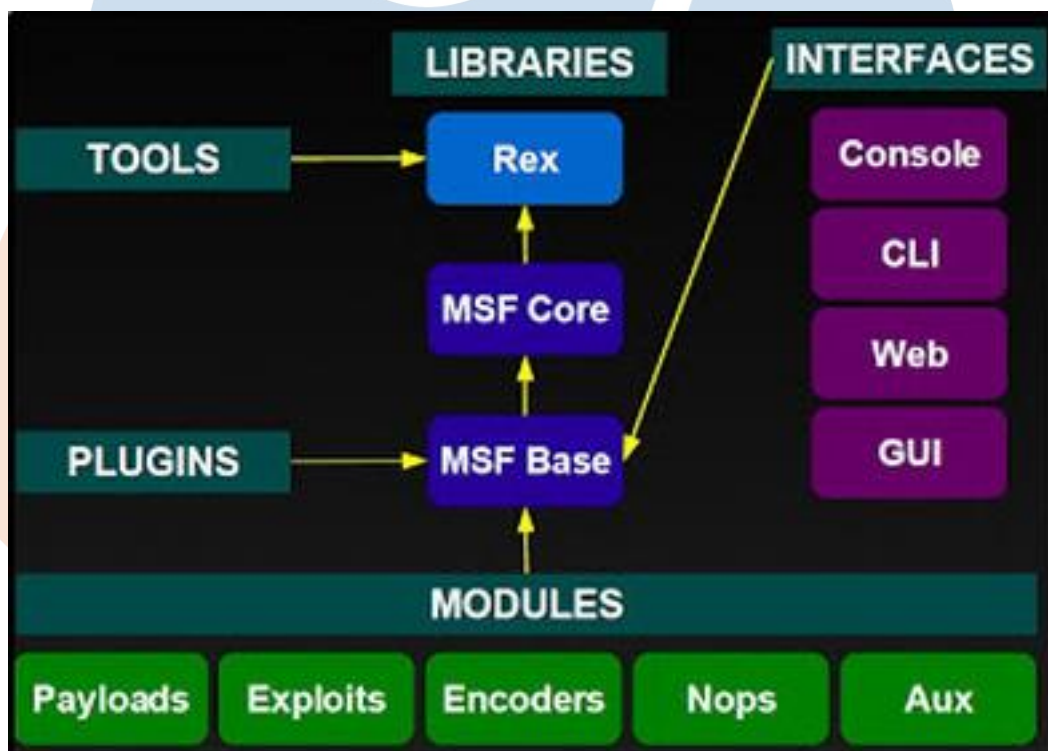 LIBRARIES
INTERFACES
TOOLS
Rex
Console
MSF Core
CLI
Web
PLUGINS
MSF Base
GUI
MODULES
Payloads
Exploits
Encoders
Nops
Aux